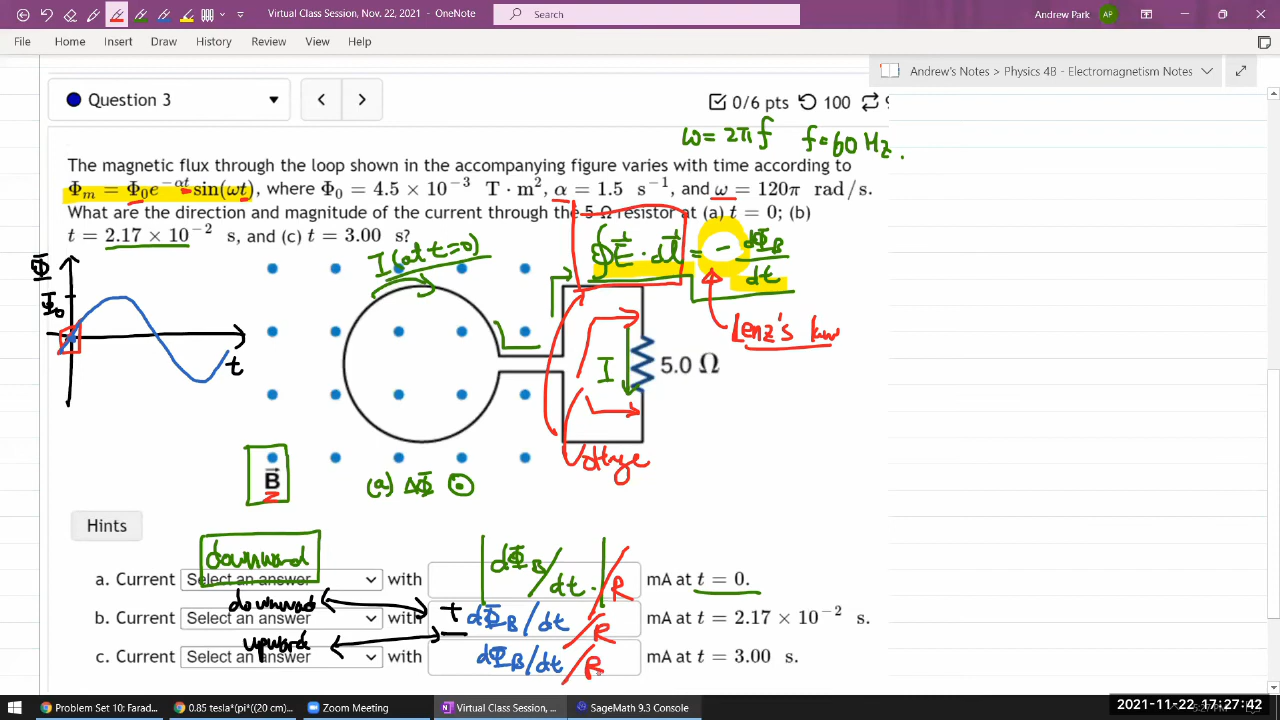 Virtual Class Session, Nov. 22, 2021 - OneNote
Search
Andrew Park
AP
File Home Insert Draw History Review View Help
Andrew's Notes > Physics 4B - Electromagnetism Notes
Question 3
0/6 pts 100
ω = 2π f f = 60 Hz.
The magnetic flux through the loop shown in the accompanying figure varies with time according to
Φm = Φ0e^−αt sin(ωt), where Φ0 = 4.5 × 10^−3 T · m², α = 1.5 s^−1, and ω = 120π rad/s.
What are the direction and magnitude of the current through the 5 Ω resistor at (a) t = 0; (b)
t = 2.17 × 10^−2 s, and (c) t = 3.00 s?
∮E⃗ · dl⃗ = − dΦB/dt
I (at t=0)
Φ
Φ0
t
Lenz's law
I
5.0 Ω
Voltage
B⃗
(a) ΔΦ ⊙
Hints
downward
|dΦB/dt|/R
a. Current Select an answer with mA at t = 0.
downward + dΦB/dt /R
b. Current Select an answer with mA at t = 2.17 × 10^−2 s.
upward − dΦB/dt /R
c. Current Select an answer with mA at t = 3.00 s.
Problem Set 10: Farad...
0.85 tesla*(pi*((20 cm)...
Zoom Meeting
Virtual Class Session,...
SageMath 9.3 Console
2021-11-22 17:27:42